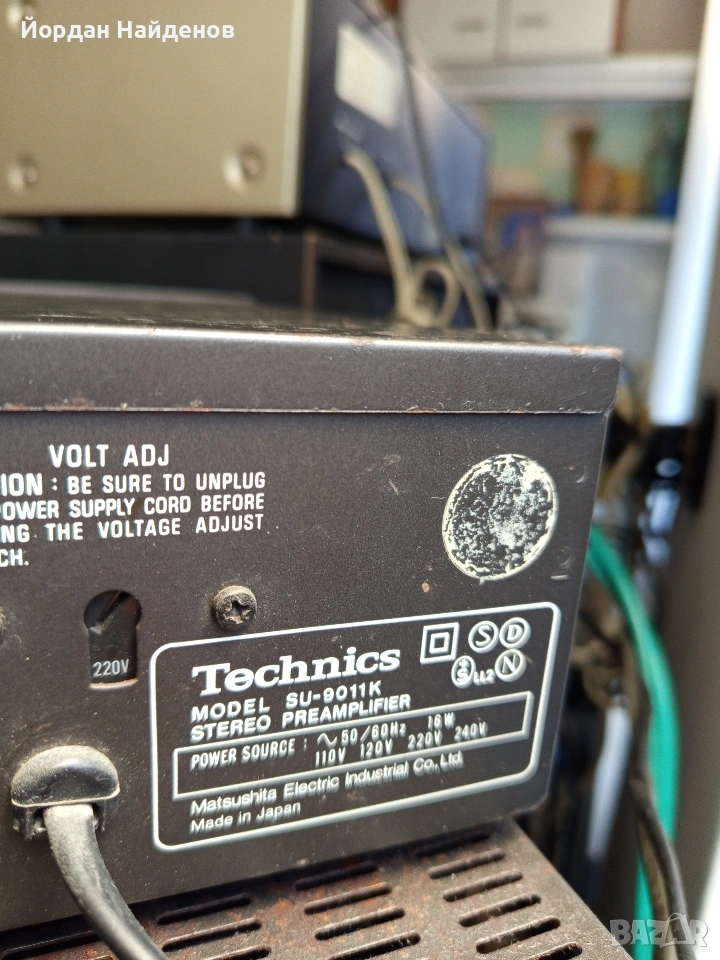 Йордан Найденов
VOLT ADJ
ION : BE SURE TO UNPLUG
POWER SUPPLY CORD BEFORE
NG THE VOLTAGE ADJUST
CH.
220V
Technics
S D
LL2 N
MODEL SU-9011K
STEREO PREAMPLIFIER
POWER SOURCE : ~ 50/60Hz 16W
110V 120V 220V 240V
Matsushita Electric Industrial Co., Ltd.
Made in Japan
BAZAR